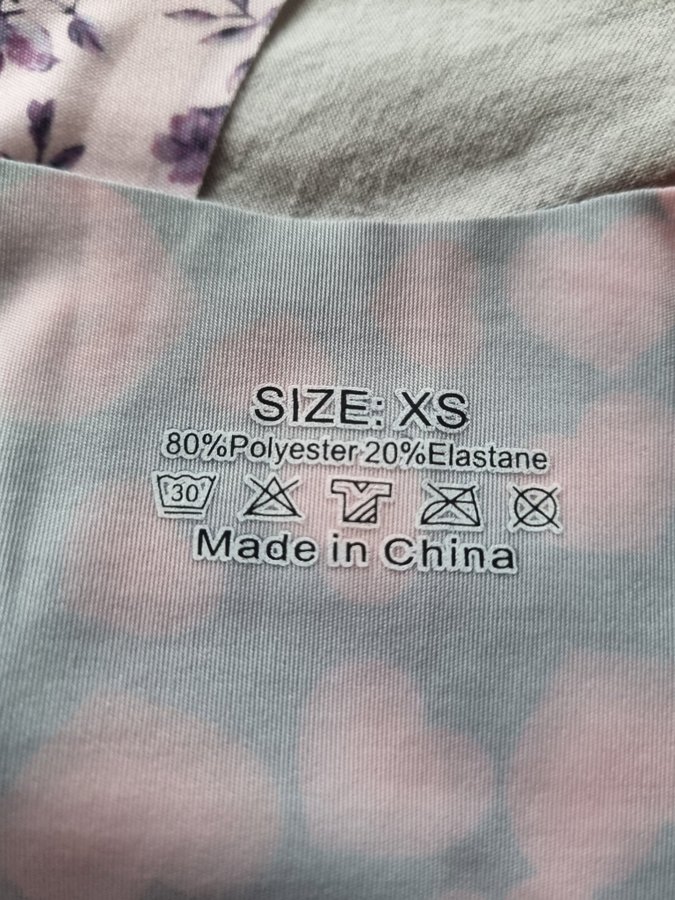 SIZE: XS
80%Polyester 20%Elastane
30
Made in China